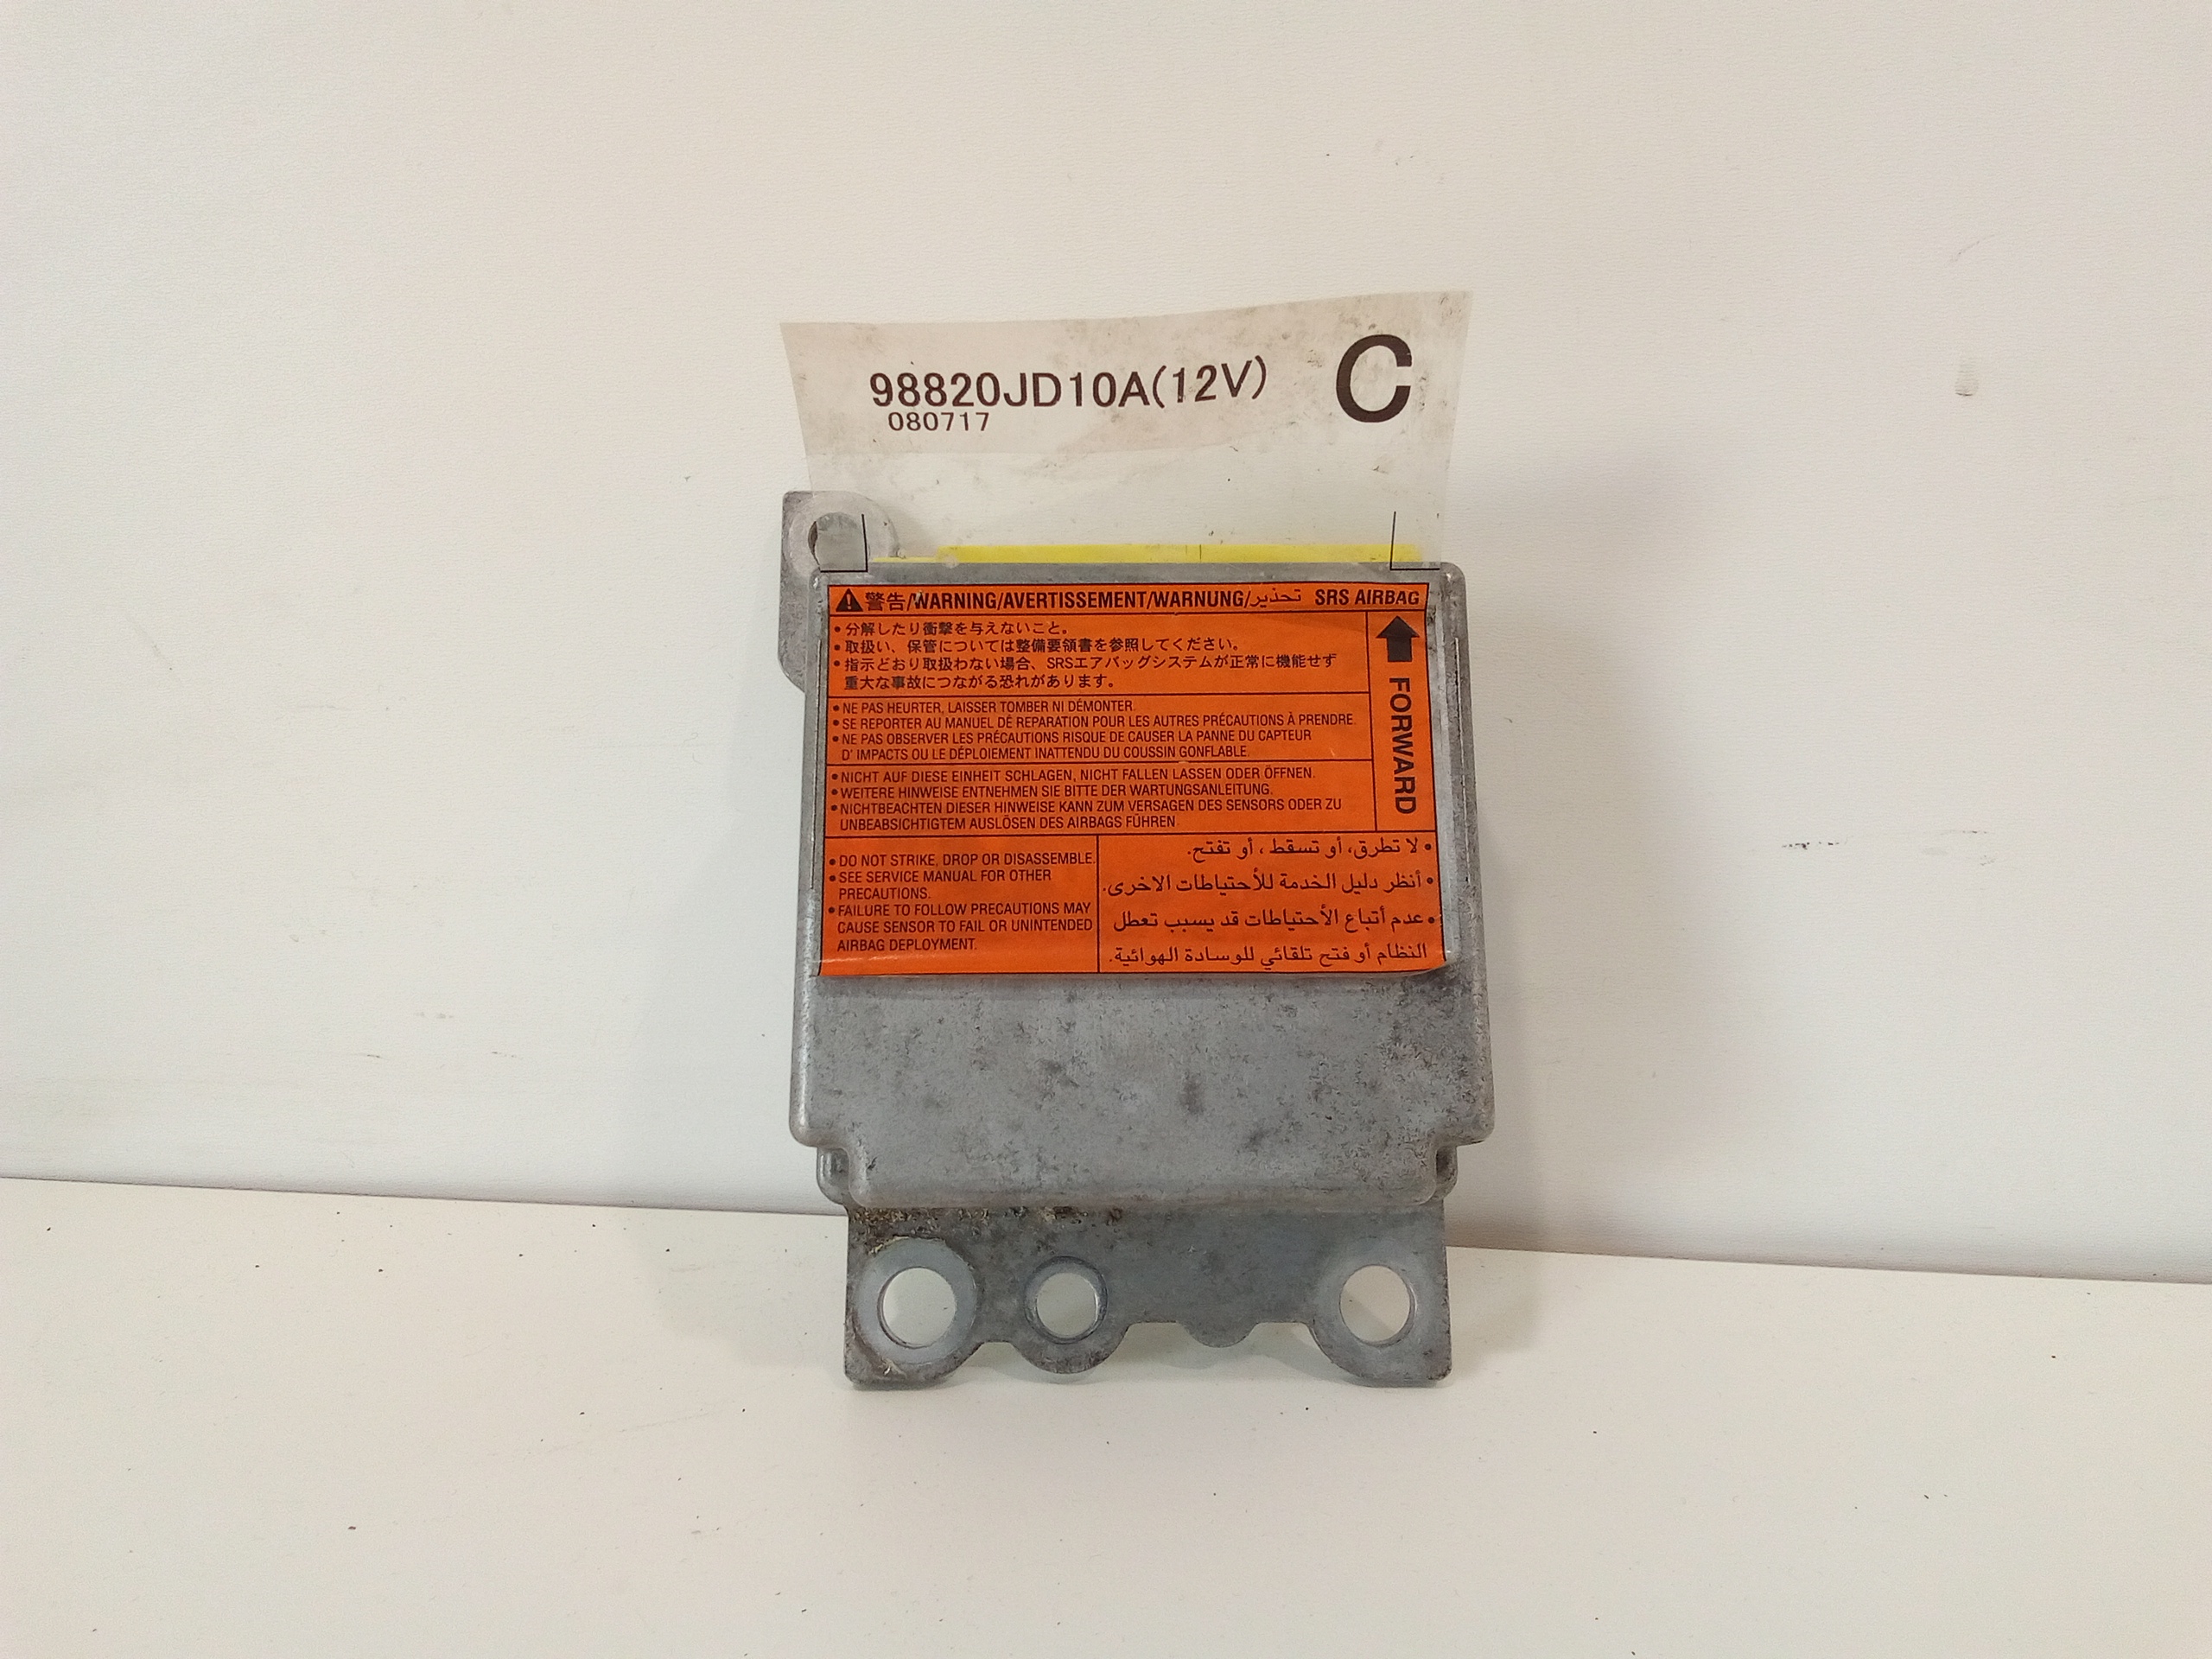 98820JD10A(12V) C
080717
警告/WARNING/AVERTISSEMENT/WARNUNG/تحذير SRS AIRBAG
• 分解したり衝撃を与えないこと。
• 取扱い、保管については整備要領書を参照してください。
• 指示どおり取扱わない場合、SRSエアバッグシステムが正常に機能せず
重大な事故につながる恐れがあります。
FORWARD
• NE PAS HEURTER, LAISSER TOMBER NI DÉMONTER.
• SE REPORTER AU MANUEL DE REPARATION POUR LES AUTRES PRÉCAUTIONS À PRENDRE.
• NE PAS OBSERVER LES PRÉCAUTIONS RISQUE DE CAUSER LA PANNE DU CAPTEUR
D' IMPACTS OU LE DÉPLOIEMENT INATTENDU DU COUSSIN GONFLABLE.
• NICHT AUF DIESE EINHEIT SCHLAGEN, NICHT FALLEN LASSEN ODER ÖFFNEN.
• WEITERE HINWEISE ENTNEHMEN SIE BITTE DER WARTUNGSANLEITUNG.
• NICHTBEACHTEN DIESER HINWEISE KANN ZUM VERSAGEN DES SENSORS ODER ZU
UNBEABSICHTIGTEM AUSLÖSEN DES AIRBAGS FÜHREN.
• DO NOT STRIKE, DROP OR DISASSEMBLE.
• SEE SERVICE MANUAL FOR OTHER
PRECAUTIONS.
• FAILURE TO FOLLOW PRECAUTIONS MAY
CAUSE SENSOR TO FAIL OR UNINTENDED
AIRBAG DEPLOYMENT.
• لا تطرق، أو تسقط ، أو تفتح.
• أنظر دليل الخدمة للأحتياطات الاخرى.
• عدم أتباع الأحتياطات قد يسبب تعطل
النظام أو فتح تلقائي للوسادة الهوائية.